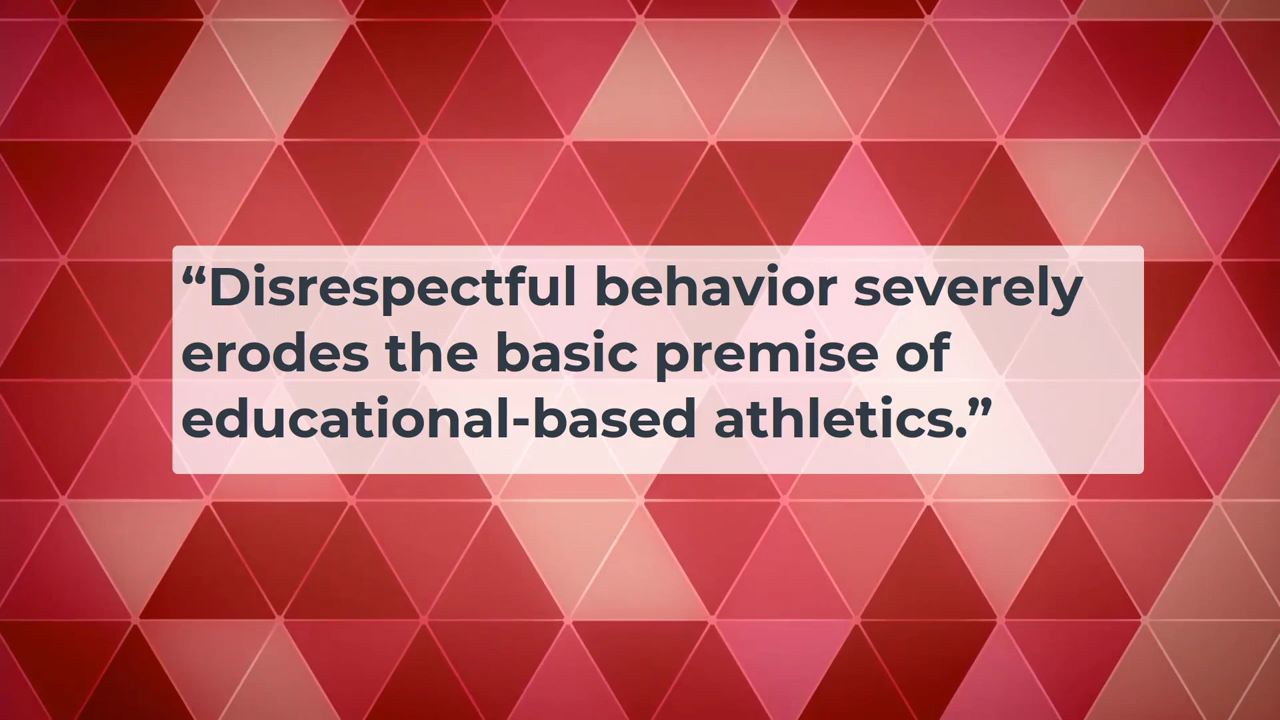 “Disrespectful behavior severely
erodes the basic premise of
educational-based athletics.”